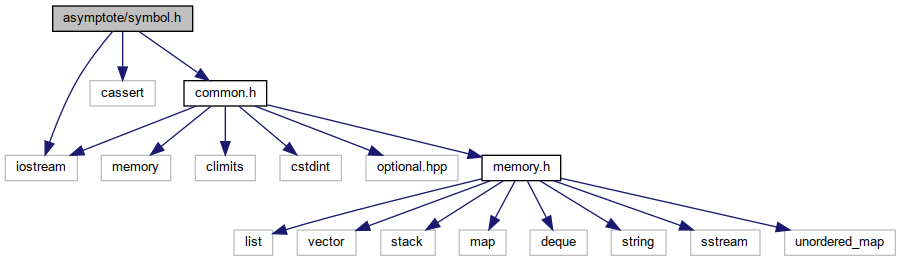 asymptote/symbol.h
cassert
common.h
iostream
memory
climits
cstdint
optional.hpp
memory.h
list
vector
stack
map
deque
string
sstream
unordered_map